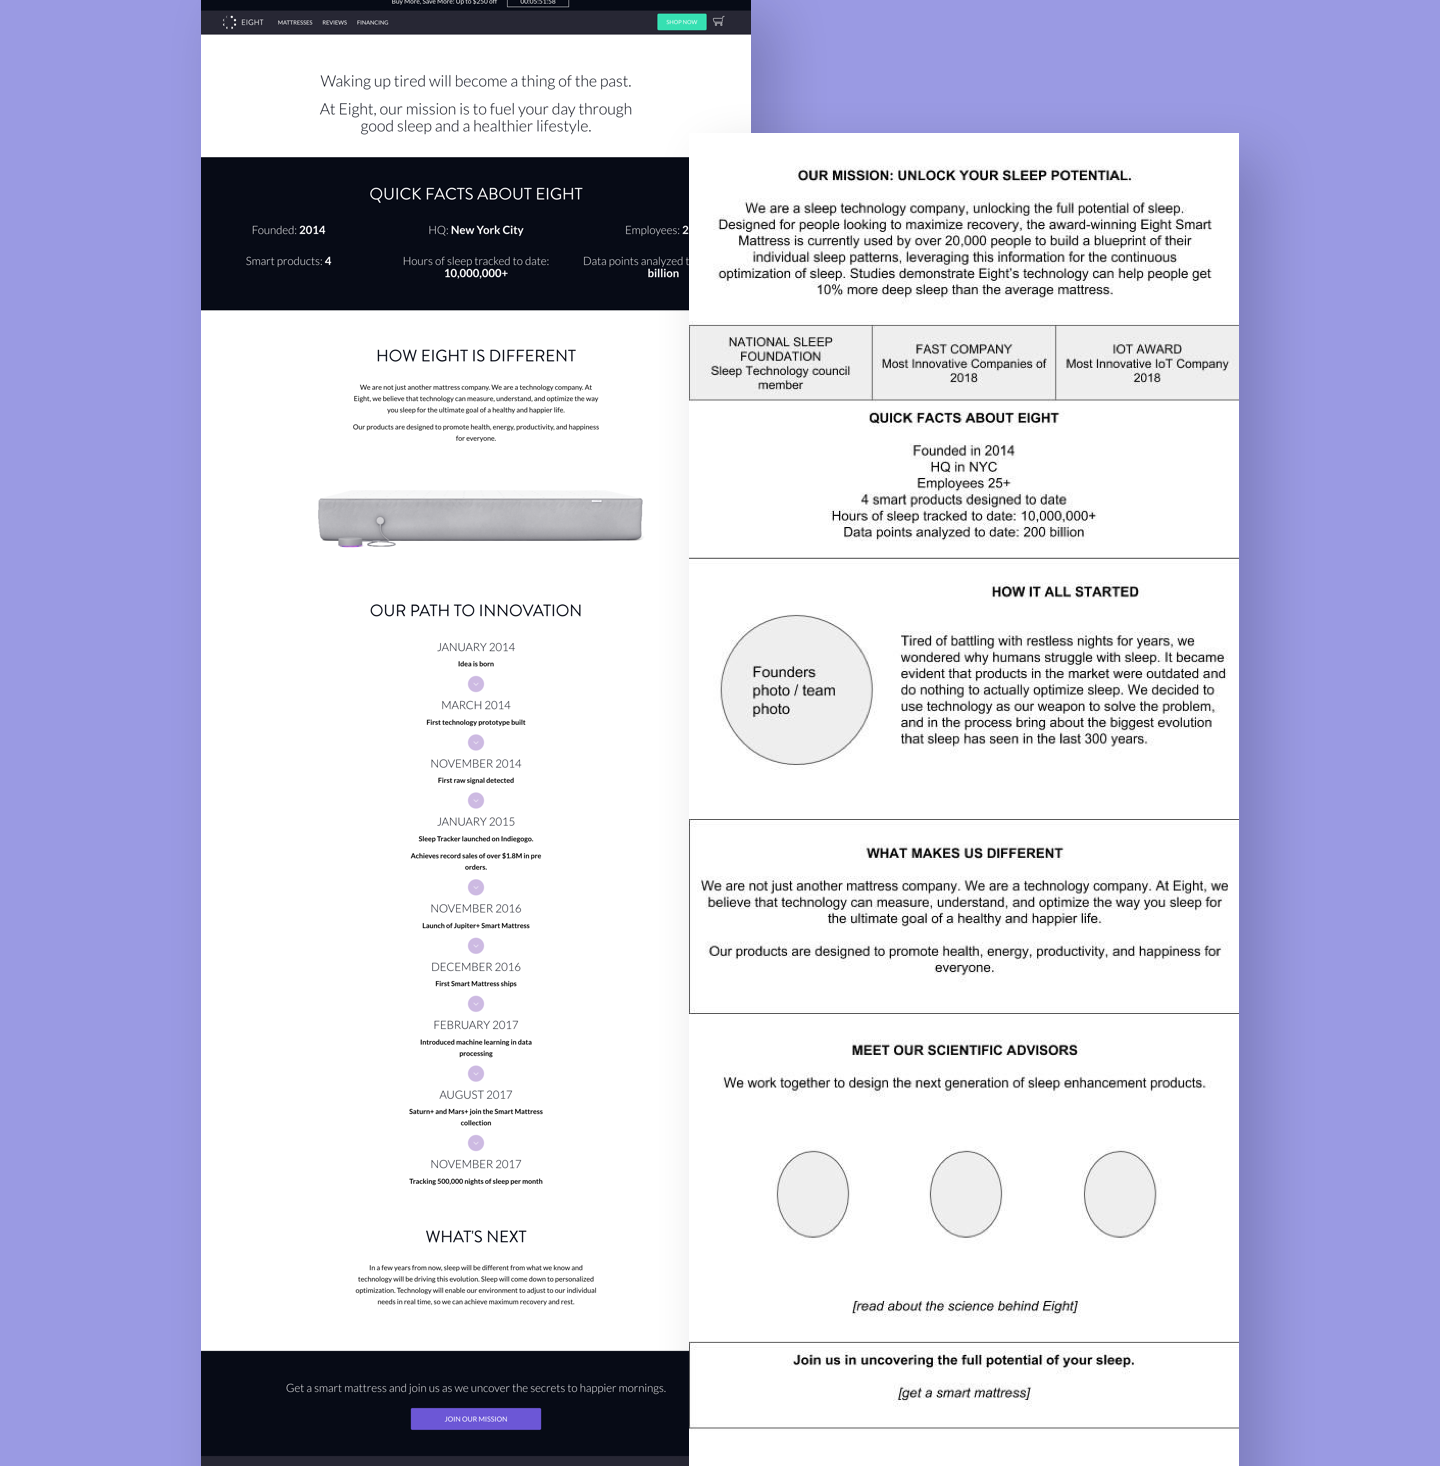 Buy More, Save More: Up to $250 off
00:05:51:58
EIGHT
MATTRESSES
REVIEWS
FINANCING
SHOP NOW
Waking up tired will become a thing of the past.
At Eight, our mission is to fuel your day through
good sleep and a healthier lifestyle.
QUICK FACTS ABOUT EIGHT
Founded: 2014
HQ: New York City
Employees: 2
Smart products: 4
Hours of sleep tracked to date:
10,000,000+
Data points analyzed t
billion
HOW EIGHT IS DIFFERENT
We are not just another mattress company. We are a technology company. At
Eight, we believe that technology can measure, understand, and optimize the way
you sleep for the ultimate goal of a healthy and happier life.
Our products are designed to promote health, energy, productivity, and happiness
for everyone.
OUR PATH TO INNOVATION
JANUARY 2014
Idea is born
MARCH 2014
First technology prototype built
NOVEMBER 2014
First raw signal detected
JANUARY 2015
Sleep Tracker launched on Indiegogo.
Achieves record sales of over $1.8M in pre
orders.
NOVEMBER 2016
Launch of Jupiter+ Smart Mattress
DECEMBER 2016
First Smart Mattress ships
FEBRUARY 2017
Introduced machine learning in data
processing
AUGUST 2017
Saturn+ and Mars+ join the Smart Mattress
collection
NOVEMBER 2017
Tracking 500,000 nights of sleep per month
WHAT'S NEXT
In a few years from now, sleep will be different from what we know and
technology will be driving this evolution. Sleep will come down to personalized
optimization. Technology will enable our environment to adjust to our individual
needs in real time, so we can achieve maximum recovery and rest.
Get a smart mattress and join us as we uncover the secrets to happier mornings.
JOIN OUR MISSION
OUR MISSION: UNLOCK YOUR SLEEP POTENTIAL.
We are a sleep technology company, unlocking the full potential of sleep.
Designed for people looking to maximize recovery, the award-winning Eight Smart
Mattress is currently used by over 20,000 people to build a blueprint of their
individual sleep patterns, leveraging this information for the continuous
optimization of sleep. Studies demonstrate Eight's technology can help people get
10% more deep sleep than the average mattress.
NATIONAL SLEEP
FOUNDATION
Sleep Technology council
member
FAST COMPANY
Most Innovative Companies of
2018
IOT AWARD
Most Innovative IoT Company
2018
QUICK FACTS ABOUT EIGHT
Founded in 2014
HQ in NYC
Employees 25+
4 smart products designed to date
Hours of sleep tracked to date: 10,000,000+
Data points analyzed to date: 200 billion
HOW IT ALL STARTED
Founders
photo / team
photo
Tired of battling with restless nights for years, we
wondered why humans struggle with sleep. It became
evident that products in the market were outdated and
do nothing to actually optimize sleep. We decided to
use technology as our weapon to solve the problem,
and in the process bring about the biggest evolution
that sleep has seen in the last 300 years.
WHAT MAKES US DIFFERENT
We are not just another mattress company. We are a technology company. At Eight, we
believe that technology can measure, understand, and optimize the way you sleep for
the ultimate goal of a healthy and happier life.
Our products are designed to promote health, energy, productivity, and happiness for
everyone.
MEET OUR SCIENTIFIC ADVISORS
We work together to design the next generation of sleep enhancement products.
[read about the science behind Eight]
Join us in uncovering the full potential of your sleep.
[get a smart mattress]